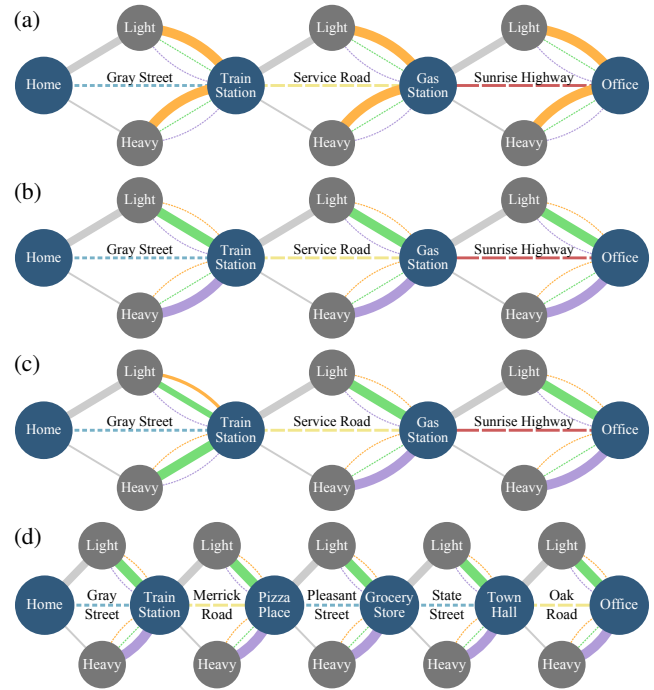 (a)
Light Light Light
Home Gray Street Train Station Service Road Gas Station Sunrise Highway Office
Heavy Heavy Heavy
(b)
Light Light Light
Home Gray Street Train Station Service Road Gas Station Sunrise Highway Office
Heavy Heavy Heavy
(c)
Light Light Light
Home Gray Street Train Station Service Road Gas Station Sunrise Highway Office
Heavy Heavy Heavy
(d)
Light Light Light Light Light
Home Gray Street Train Station Merrick Road Pizza Place Pleasant Street Grocery Store State Street Town Hall Oak Road Office
Heavy Heavy Heavy Heavy Heavy